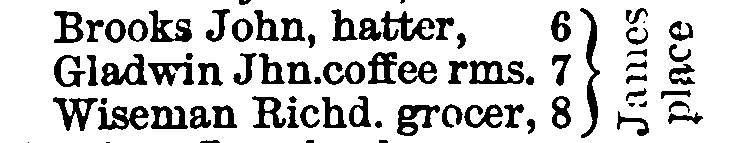 Brooks John, hatter, 6
Gladwin Jhn.coffee rms. 7
Wiseman Richd. grocer, 8
James
place